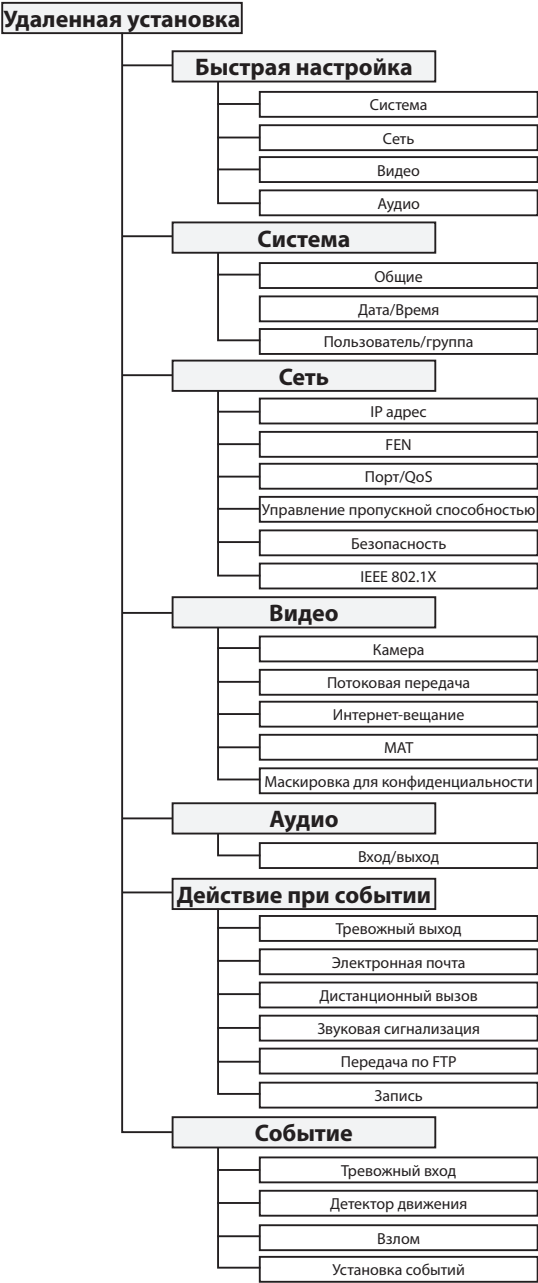 Удаленная установка
Быстрая настройка
Система
Сеть
Видео
Аудио
Система
Общие
Дата/Время
Пользователь/группа
Сеть
IP адрес
FEN
Порт/QoS
Управление пропускной способностью
Безопасность
IEEE 802.1X
Видео
Камера
Потоковая передача
Интернет-вещание
MAT
Маскировка для конфиденциальности
Аудио
Вход/выход
Действие при событии
Тревожный выход
Электронная почта
Дистанционный вызов
Звуковая сигнализация
Передача по FTP
Запись
Событие
Тревожный вход
Детектор движения
Взлом
Установка событий